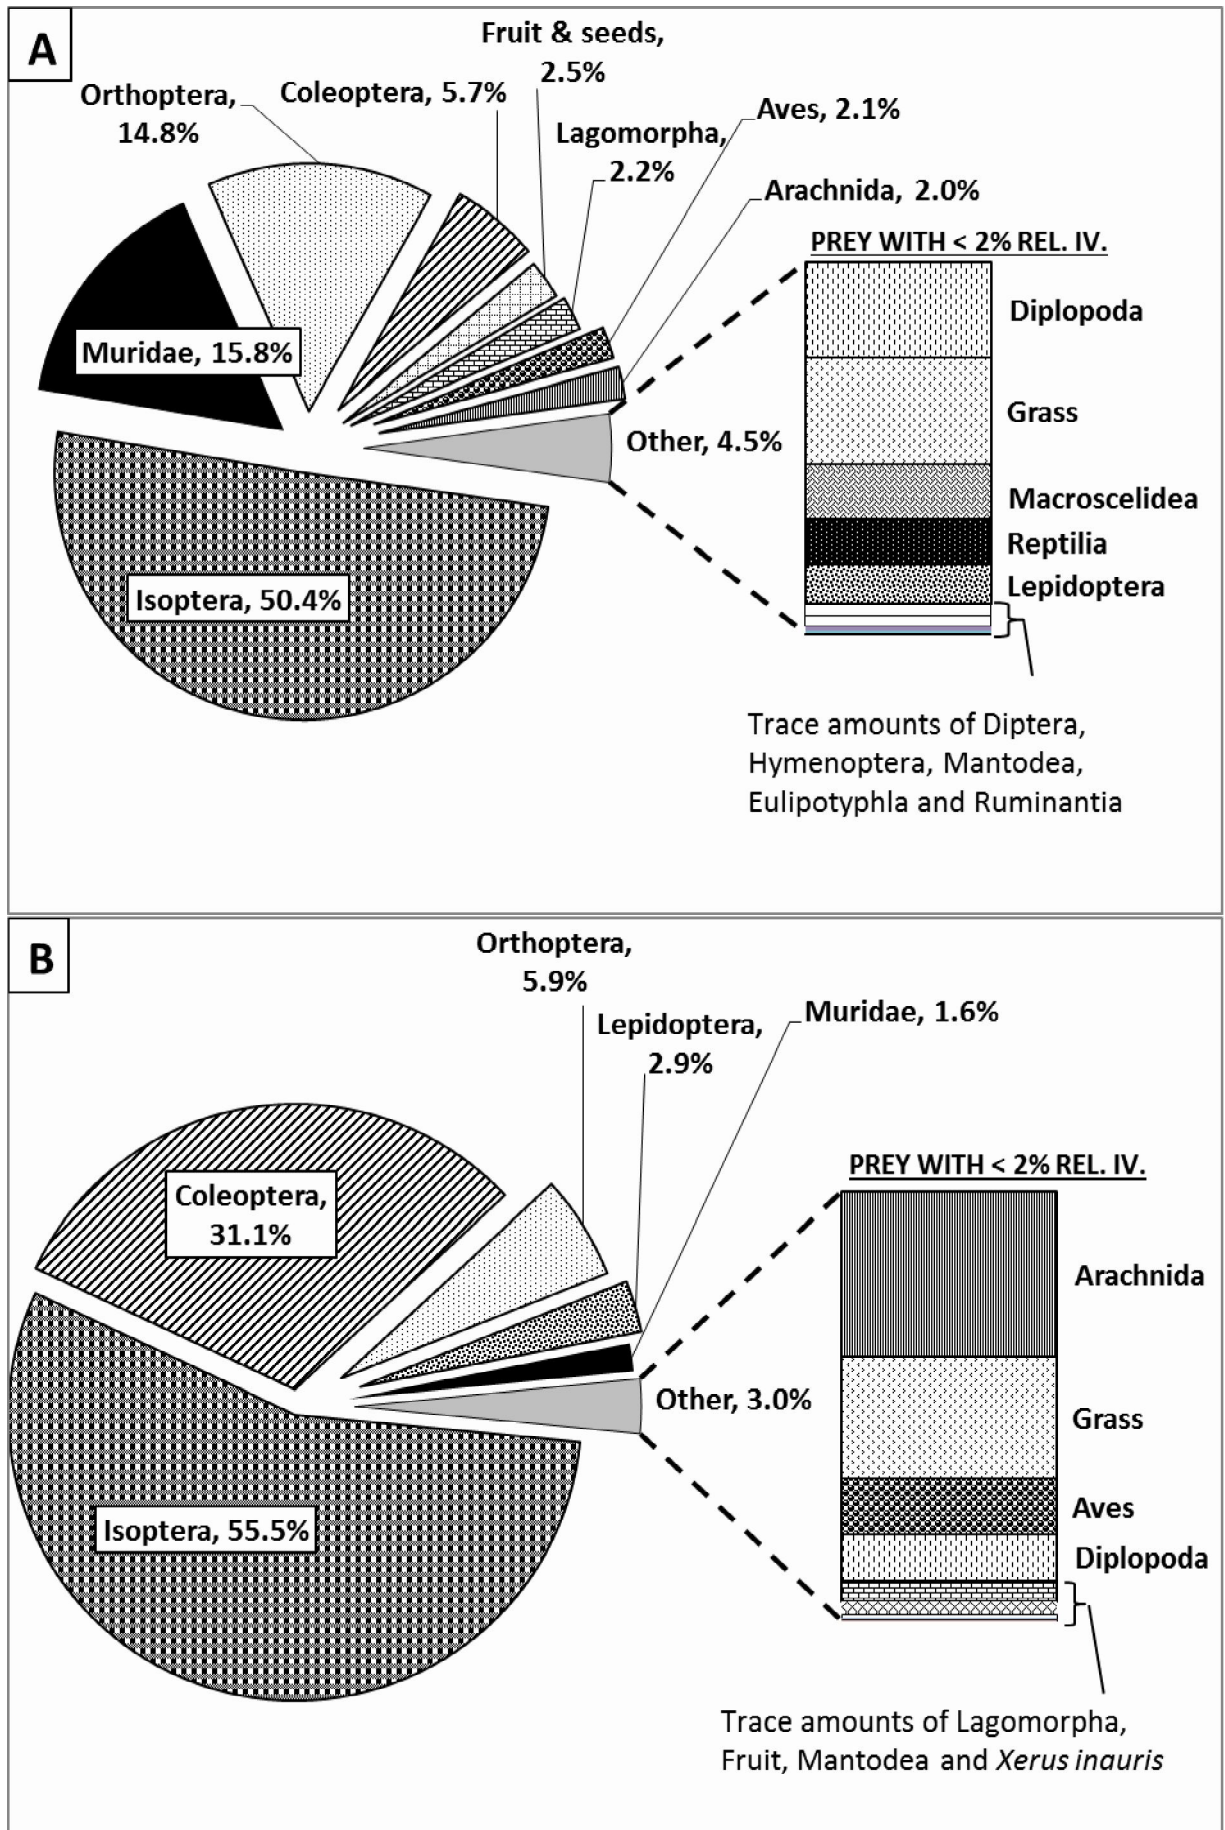 A
Fruit & seeds,
2.5%
Orthoptera,
14.8%
Coleoptera, 5.7%
Aves, 2.1%
Lagomorpha,
2.2%
Arachnida, 2.0%
PREY WITH < 2% REL. IV.
Diplopoda
Muridae, 15.8%
Grass
Other, 4.5%
Macroscelidea
Reptilia
Lepidoptera
Isoptera, 50.4%
Trace amounts of Diptera,
Hymenoptera, Mantodea,
Eulipotyphla and Ruminantia
B
Orthoptera,
5.9%
Lepidoptera,
2.9%
Muridae, 1.6%
PREY WITH < 2% REL. IV.
Coleoptera,
31.1%
Arachnida
Other, 3.0%
Grass
Aves
Isoptera, 55.5%
Diplopoda
Trace amounts of Lagomorpha,
Fruit, Mantodea and Xerus inauris